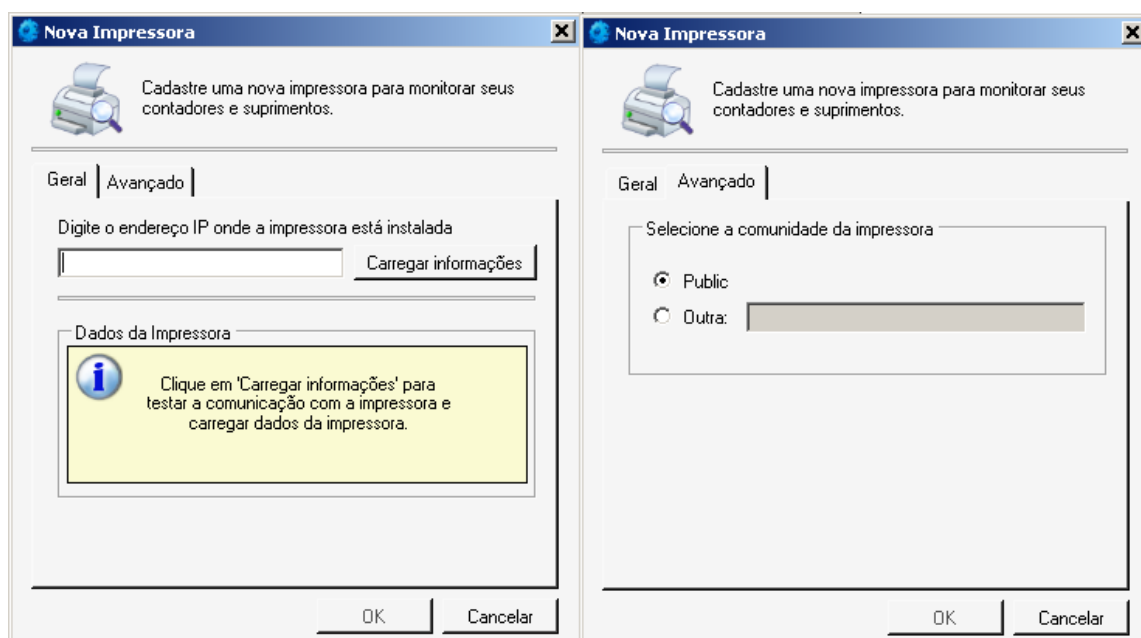 Nova Impressora
Cadastre uma nova impressora para monitorar seus
contadores e suprimentos.
Geral
Avançado
Digite o endereço IP onde a impressora está instalada
Carregar informações
Dados da Impressora
Clique em 'Carregar informações' para
testar a comunicação com a impressora e
carregar dados da impressora.
OK
Cancelar
Nova Impressora
Cadastre uma nova impressora para monitorar seus
contadores e suprimentos.
Geral
Avançado
Selecione a comunidade da impressora
Public
Outra:
OK
Cancelar